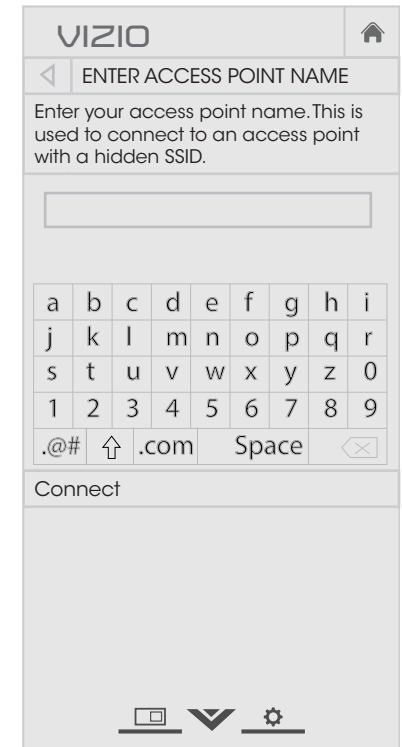 VIZIO
ENTER ACCESS POINT NAME
Enter your access point name. This is
used to connect to an access point
with a hidden SSID.
a b c d e f g h i
j k l m n o p q r
s t u v w x y z 0
1 2 3 4 5 6 7 8 9
.@# .com Space
Connect